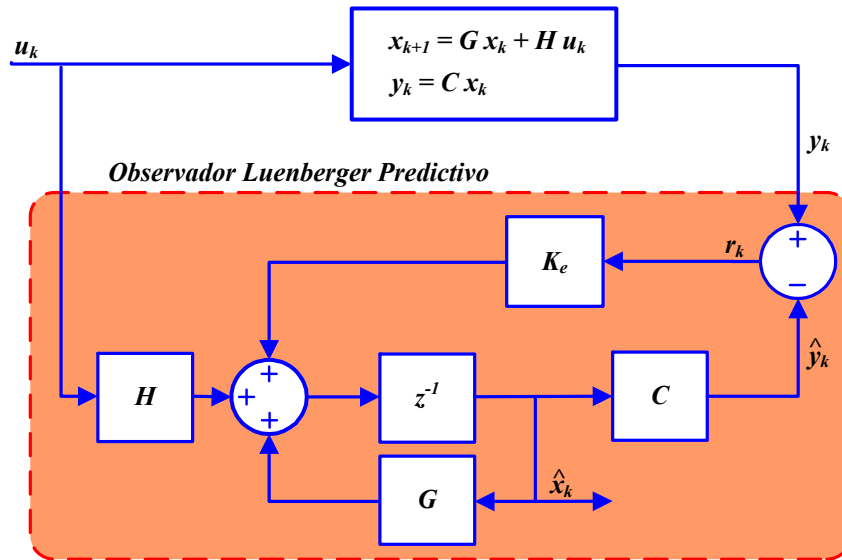 u_k
x_{k+1} = G x_k + H u_k
y_k = C x_k
y_k
Observador Luenberger Predictivo
+
−
r_k
K_e
ŷ_k
+
+
+
H
z^{-1}
C
G
x̂_k